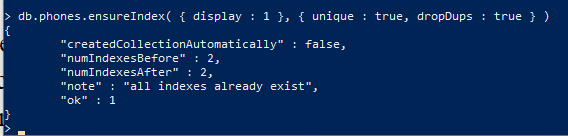 > db.phones.ensureIndex( { display : 1 }, { unique : true, dropDups : true } )
{
        "createdCollectionAutomatically" : false,
        "numIndexesBefore" : 2,
        "numIndexesAfter" : 2,
        "note" : "all indexes already exist",
        "ok" : 1
}
>